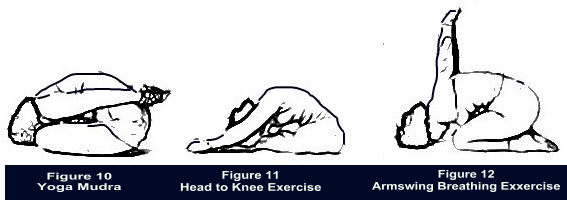 Figure 10
Yoga Mudra
Figure 11
Head to Knee Exercise
Figure 12
Armswing Breathing Exxercise